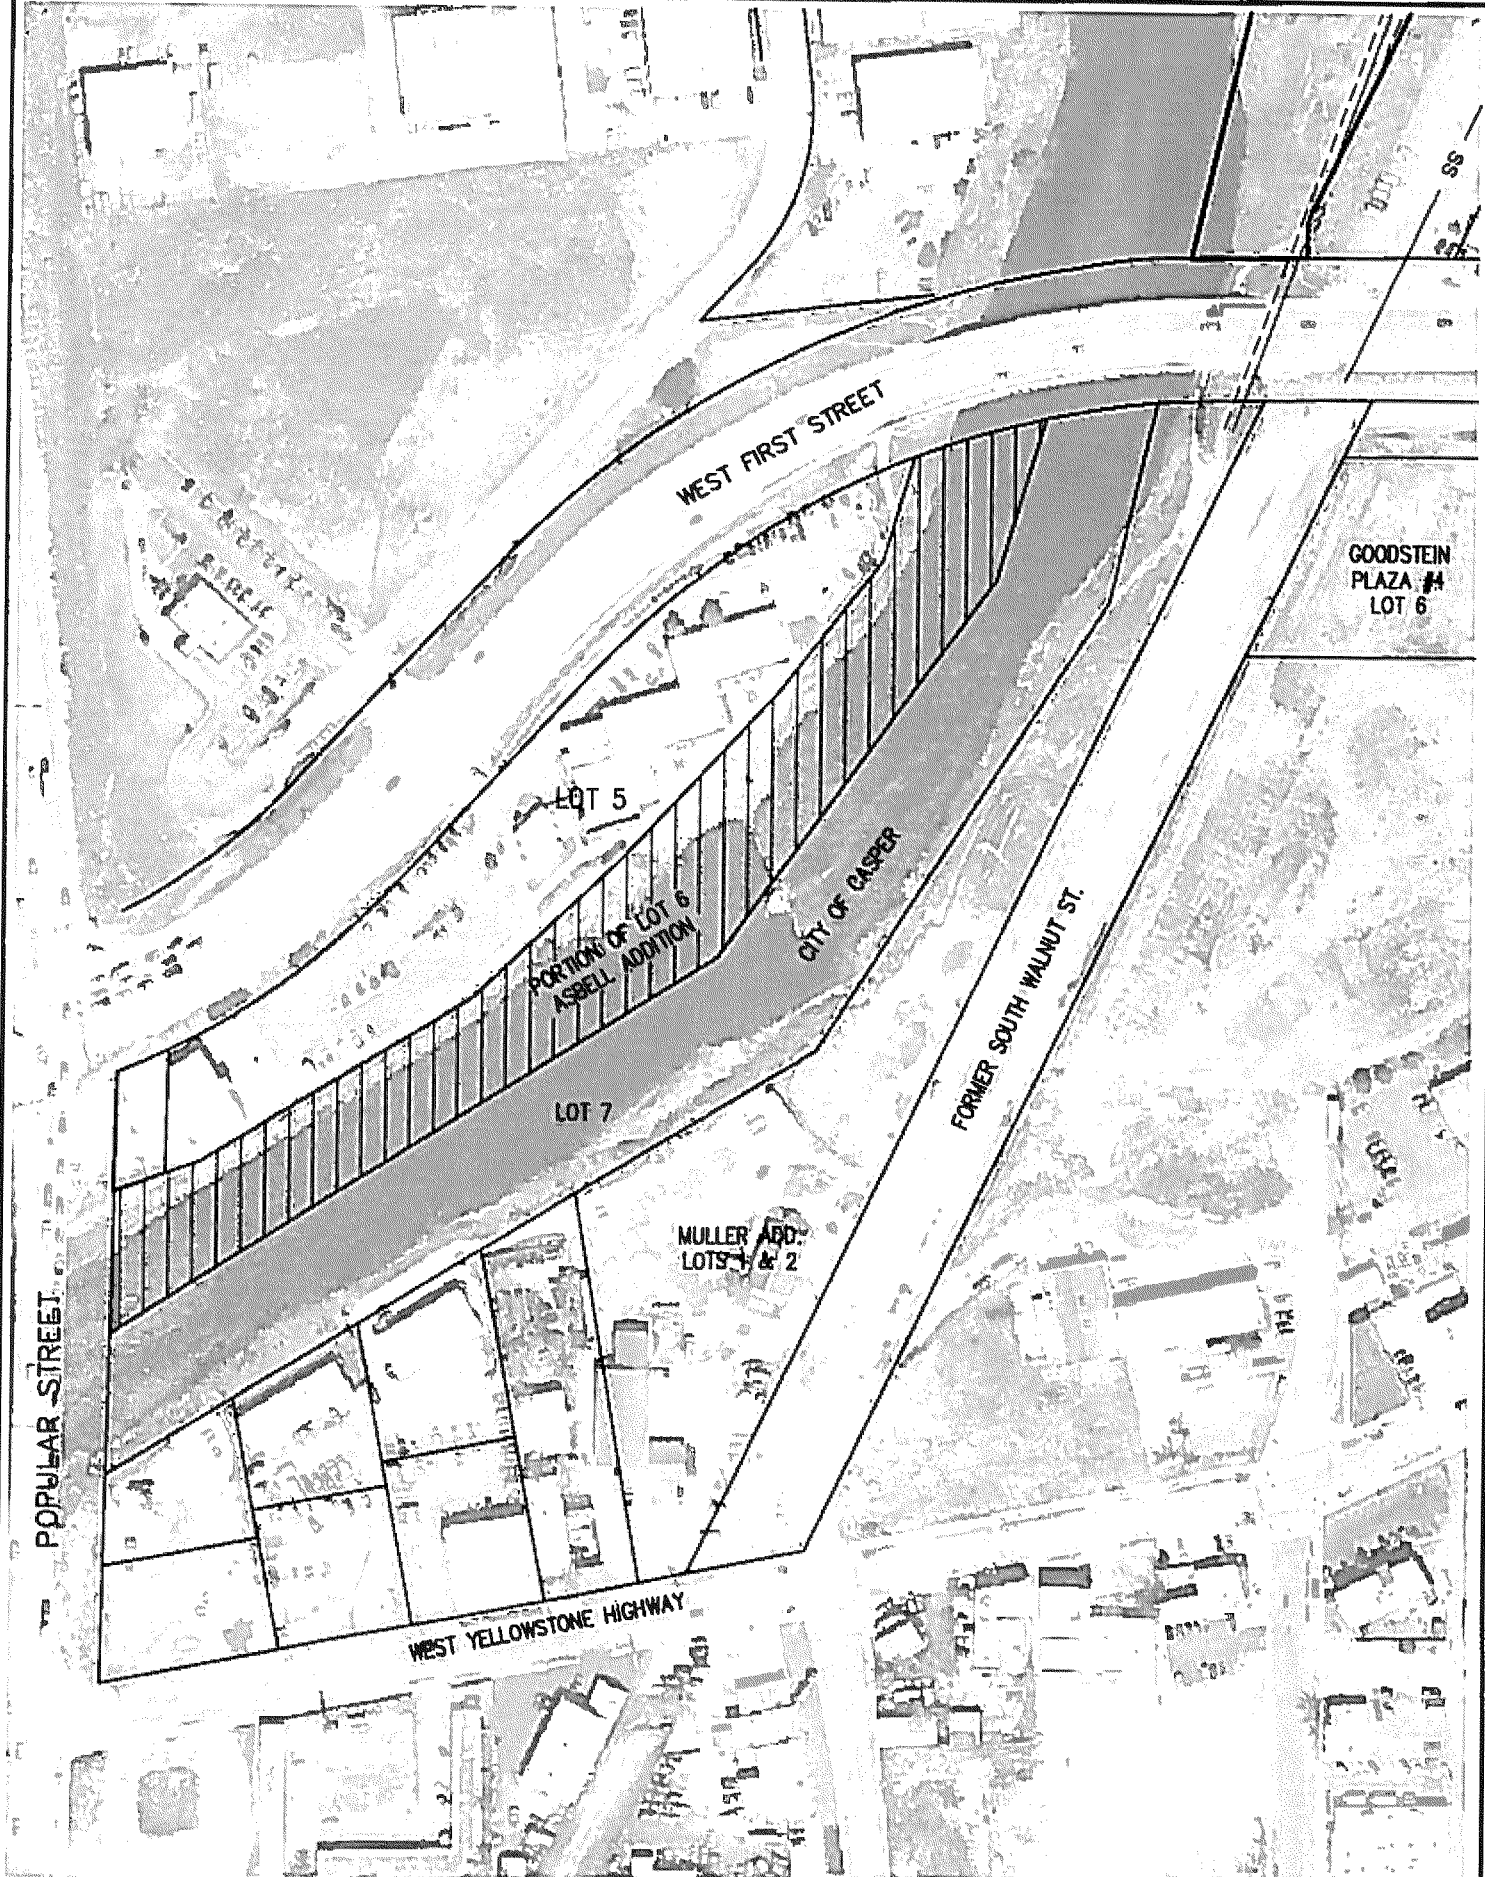 SS
WEST FIRST STREET
GOODSTEIN
PLAZA #4
LOT 6
LOT 5
CITY OF CASPER
PORTION OF LOT 6
ASBELL ADDITION
FORMER SOUTH WALNUT ST.
LOT 7
MULLER ADD.
LOTS 1 & 2
POPULAR STREET
WEST YELLOWSTONE HIGHWAY